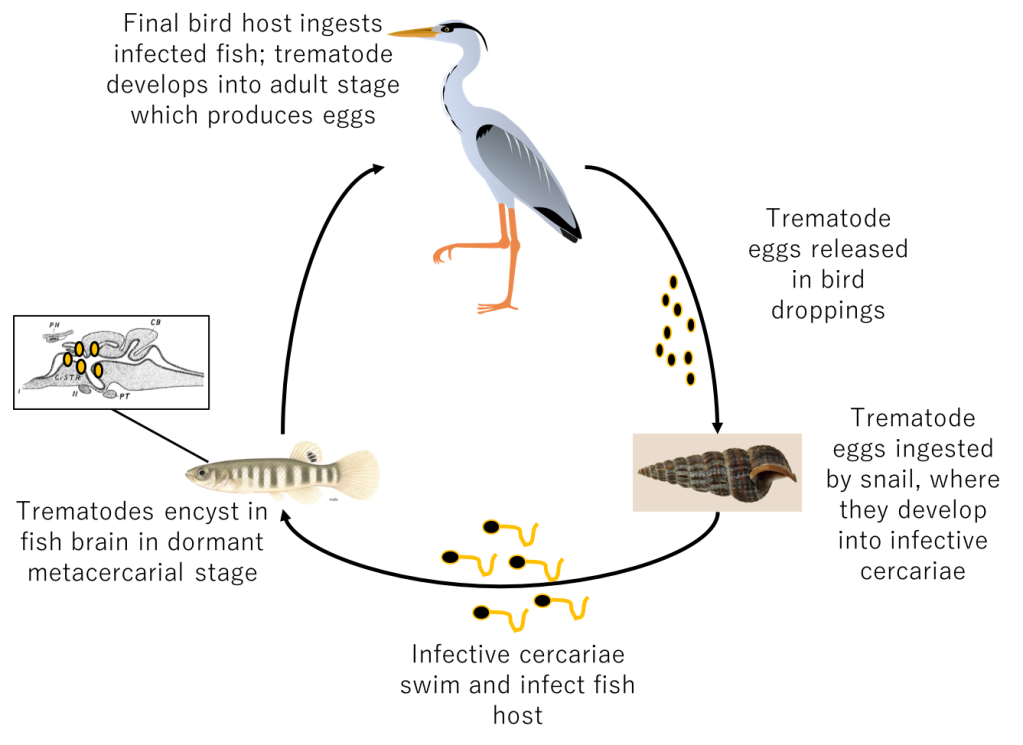 Final bird host ingests
infected fish; trematode
develops into adult stage
which produces eggs
Trematode
eggs released
in bird
droppings
Trematode
eggs ingested
by snail, where
they develop
into infective
cercariae
Infective cercariae
swim and infect fish
host
Trematodes encyst in
fish brain in dormant
metacercarial stage
PN
CB
C.STR
II
PT
I